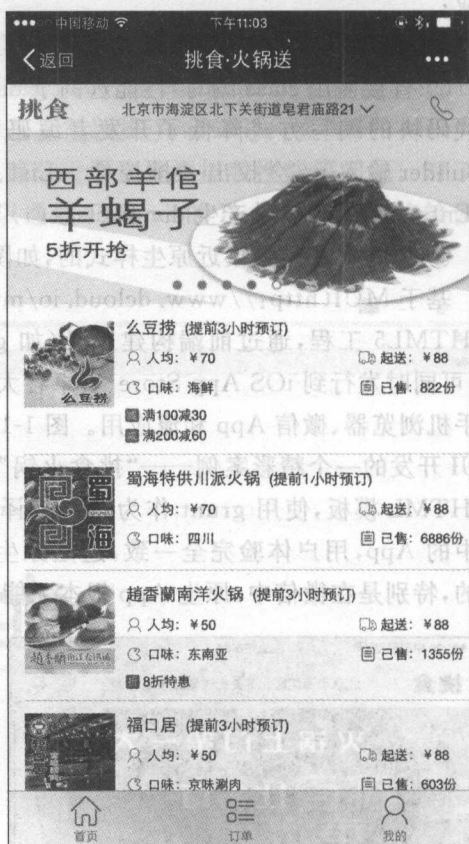 中国移动 下午11:03
返回 挑食·火锅送
挑食 北京市海淀区北下关街道皂君庙路21
西部羊倌
羊蝎子
5折开抢
么豆捞 (提前3小时预订)
人均: ¥70 起送: ¥88
口味: 海鲜 已售: 822份
满100减30
满200减60
么豆捞
蜀海特供川派火锅 (提前1小时预订)
人均: ¥70 起送: ¥88
口味: 四川 已售: 6886份
蜀海
趙香蘭南洋火锅 (提前3小时预订)
人均: ¥50 起送: ¥88
口味: 东南亚 已售: 1355份
8折特惠
福口居 (提前3小时预订)
人均: ¥50 起送: ¥88
口味: 京味涮肉 已售: 603份
首页 订单 我的